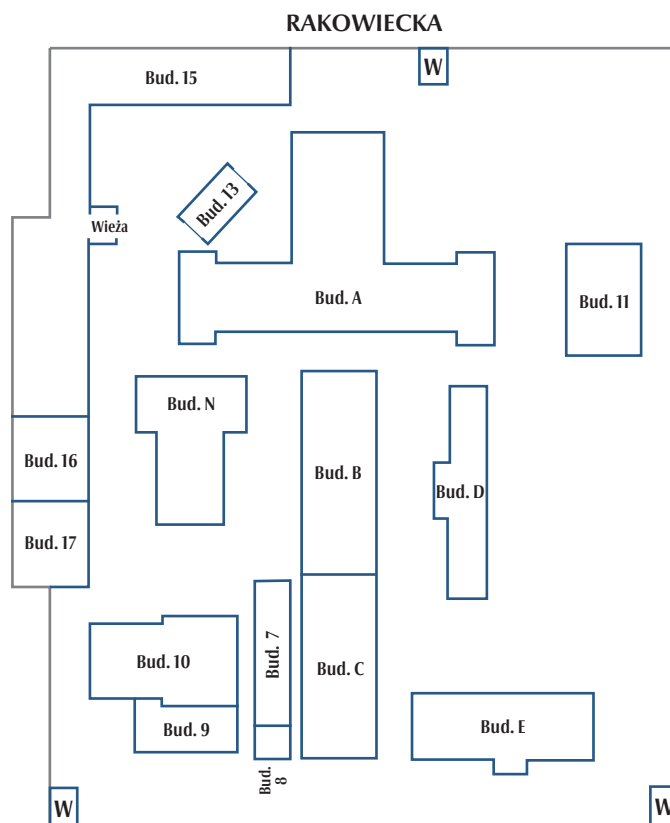 RAKOWIECKA
W
Bud. 15
Bud. 13
Wieża
Bud. A
Bud. 11
Bud. N
Bud. 16
Bud. B
Bud. D
Bud. 17
Bud. 7
Bud. 10
Bud. C
Bud. 9
Bud. E
Bud.
8
W
W